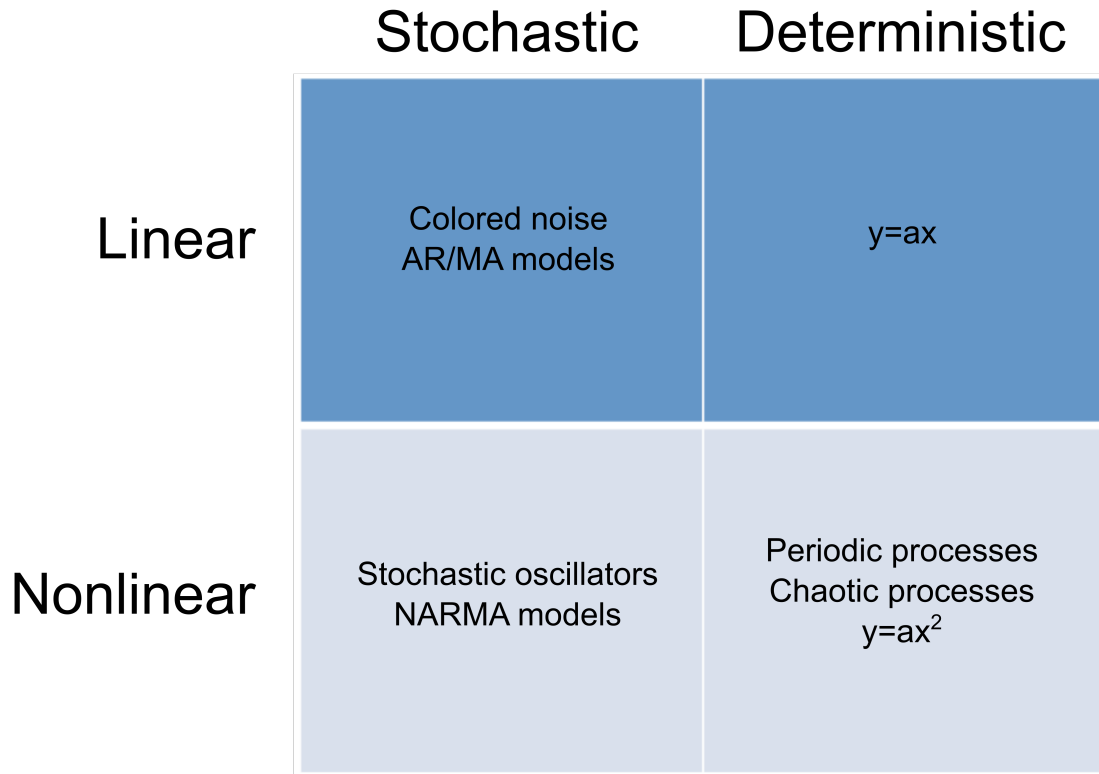 Stochastic Deterministic
Linear
Colored noise
AR/MA models
y=ax
Nonlinear
Stochastic oscillators
NARMA models
Periodic processes
Chaotic processes
y=ax²